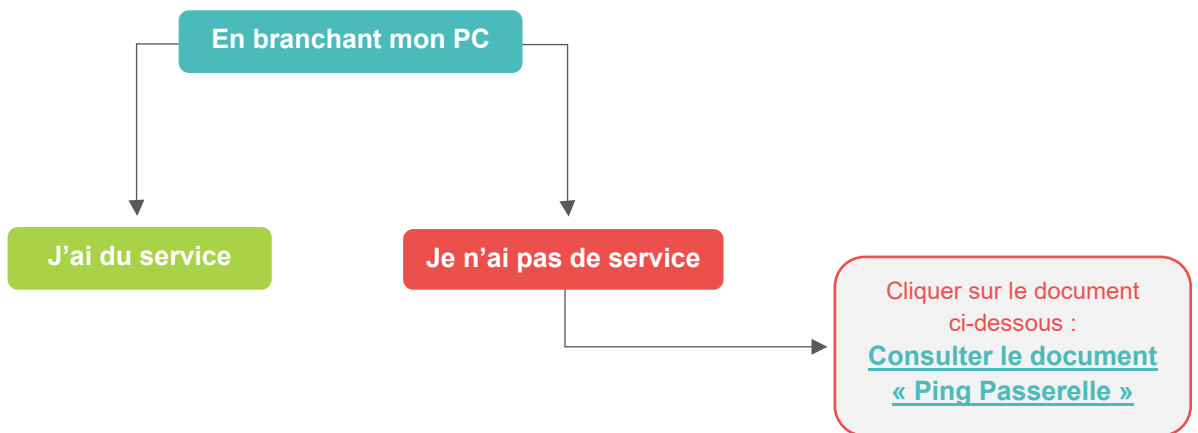 En branchant mon PC
J’ai du service
Je n’ai pas de service
Cliquer sur le document
ci-dessous :
Consulter le document
« Ping Passerelle »